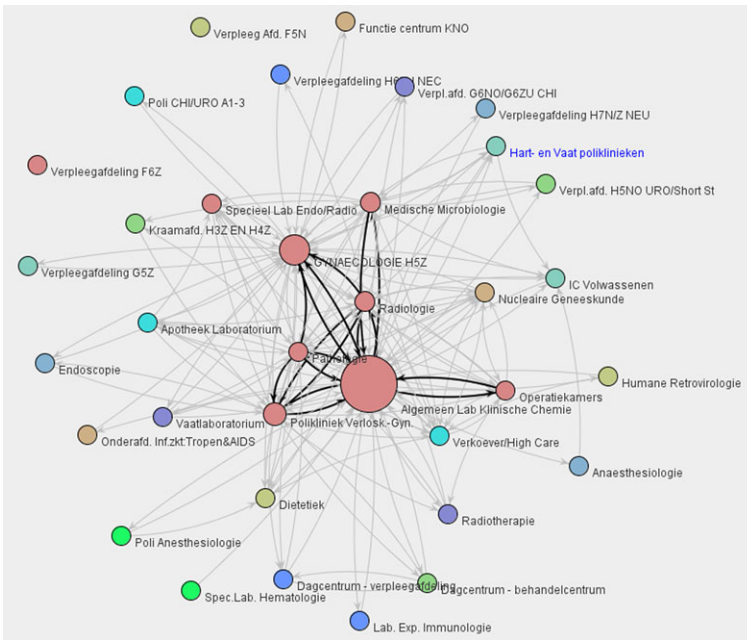 Verpleeg Afd. F5N
Functie centrum KNO
Verpleegafdeling H6 NEC
Verpl.afd. G6NO/G6ZU CHI
Poli CHI/URO A1-3
Verpleegafdeling H7N/Z NEU
Hart- en Vaat poliklinieken
Verpleegafdeling F6Z
Verpl.afd. H5NO URO/Short St
Specieel Lab Endo/Radio
Medische Microbiologie
Kraamafd. H3Z EN H4Z
GYNAECOLOGIE H5Z
Verpleegafdeling G5Z
IC Volwassenen
Nucleaire Geneeskunde
Radiologie
Apotheek Laboratorium
Pathologie
Endoscopie
Humane Retrovirologie
Operatiekamers
Algemeen Lab Klinische Chemie
Vaatlaboratorium
Polikliniek Verlosk.-Gyn.
Onderafd. Inf.zkt.Tropen&AIDS
Verkoever/High Care
Anaesthesiologie
Dietetiek
Radiotherapie
Poli Anesthesiologie
Dagcentrum - verpleegafdeling
Dagcentrum - behandelcentrum
Spec.Lab. Hematologie
Lab. Exp. Immunologie